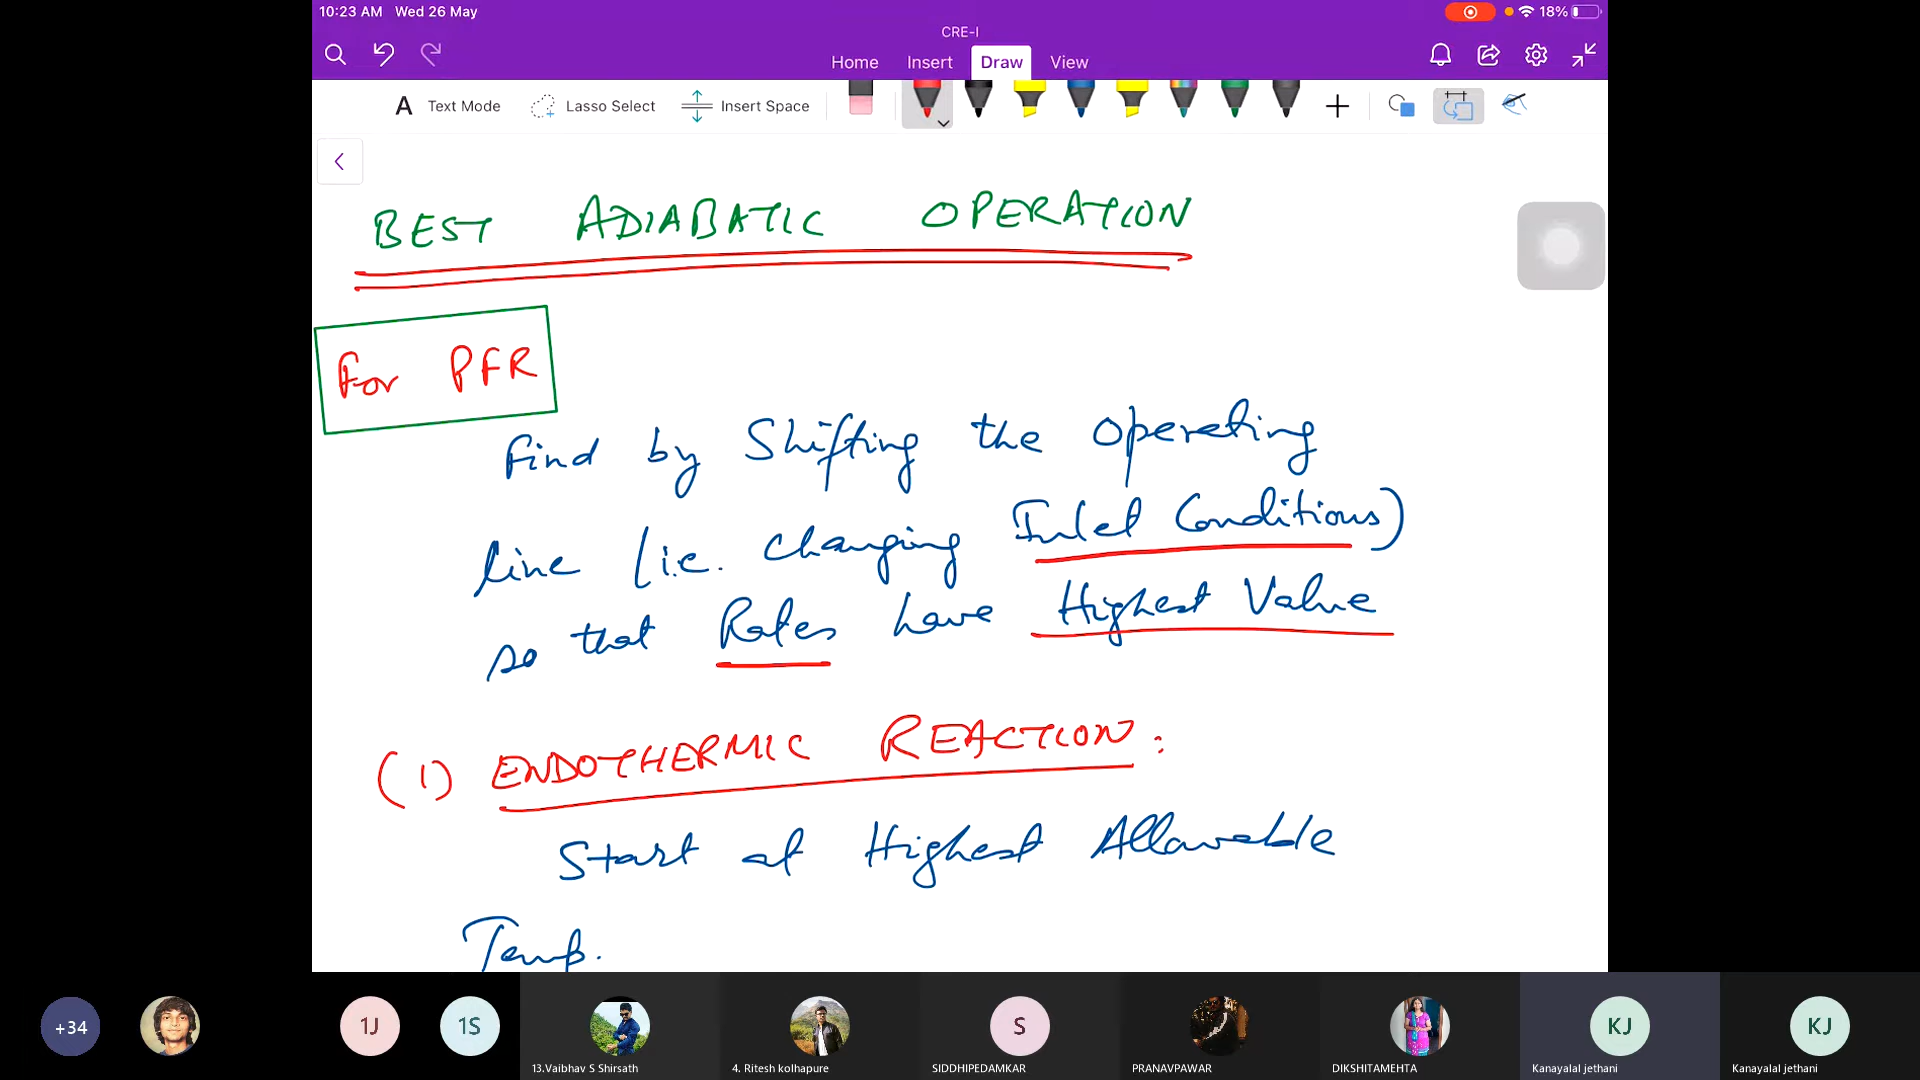 10:23 AM Wed 26 May
18%
CRE-I
Home Insert Draw View
A Text Mode Lasso Select Insert Space
BEST ADIABATIC OPERATION
For PFR
Find by Shifting the operating
line (i.e. changing Inlet Conditions)
so that Rates have Highest Value
(1) ENDOTHERMIC REACTION:
Start at Highest Allowable
Temp.
+34
1J
1S
S
KJ
KJ
13.Vaibhav S Shirsath
4. Ritesh kolhapure
SIDDHIPEDAMKAR
PRANAVPAWAR
DIKSHITAMEHTA
Kanayalal jethani
Kanayalal jethani